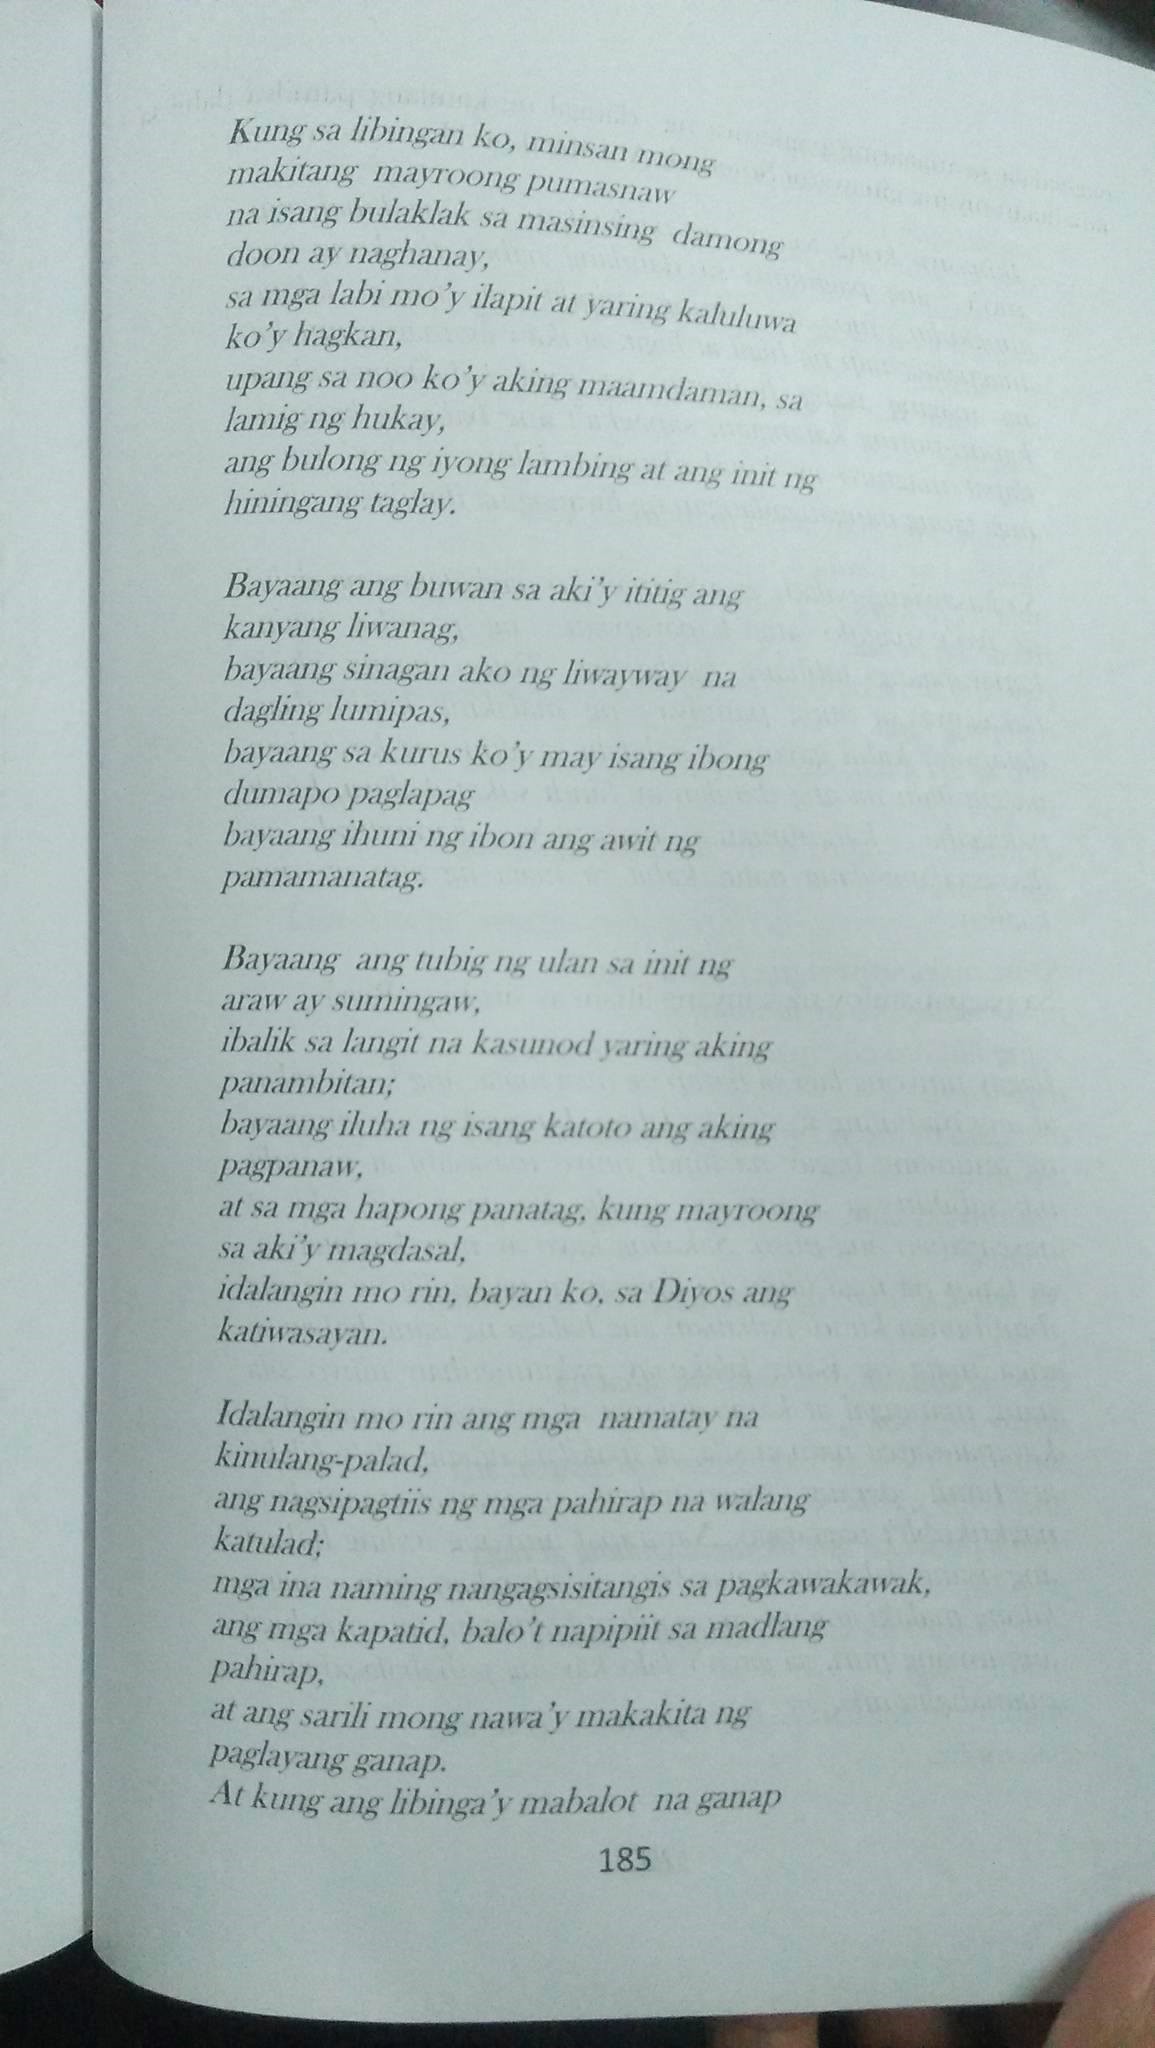 Kung sa libingan ko, minsan mong
makitang mayroong pumasnaw
na isang bulaklak sa masinsing damong
doon ay naghanay,
sa mga labi mo'y ilapit at yaring kaluluwa
ko'y hagkan,
upang sa noo ko'y aking maamdaman, sa
lamig ng hukay,
ang bulong ng iyong lambing at ang init ng
hiningang taglay.
Bayaang ang buwan sa aki'y ititig ang
kanyang liwanag,
bayaang sinagan ako ng liwayway na
dagling lumipas,
bayaang sa kurus ko'y may isang ibong
dumapo paglapag
bayaang ihuni ng ibon ang awit ng
pamamanatag.
Bayaang ang tubig ng ulan sa init ng
araw ay sumingaw,
ibalik sa langit na kasunod yaring aking
panambitan;
bayaang iluha ng isang katoto ang aking
pagpanaw,
at sa mga hapong panatag, kung mayroong
sa aki'y magdasal,
idalangin mo rin, bayan ko, sa Diyos ang
katiwasayan.
Idalangin mo rin ang mga namatay na
kinulang-palad,
ang nagsipagtiis ng mga pahirap na walang
katulad;
mga ina naming nangagsisitangis sa pagkawakawak,
ang mga kapatid, balo't napipiit sa madlang
pahirap,
at ang sarili mong nawa'y makakita ng
paglayang ganap.
At kung ang libinga'y mabalot na ganap
185